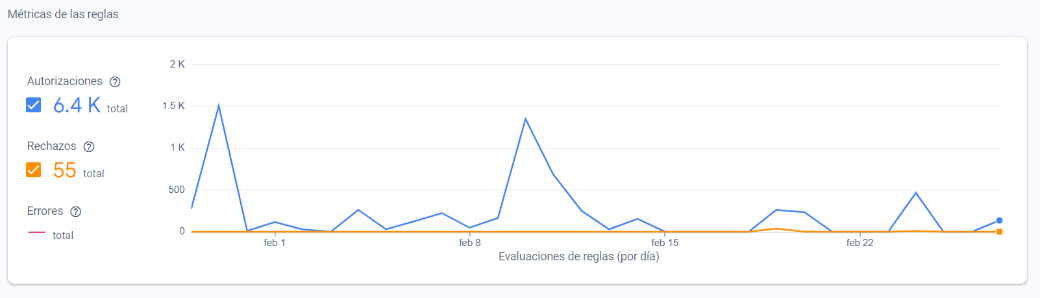 Métricas de las reglas
Autorizaciones
6.4 K total
Rechazos
55 total
Errores
— total
2 K
1.5 K
1 K
500
0
feb 1
feb 8
feb 15
feb 22
Evaluaciones de reglas (por día)